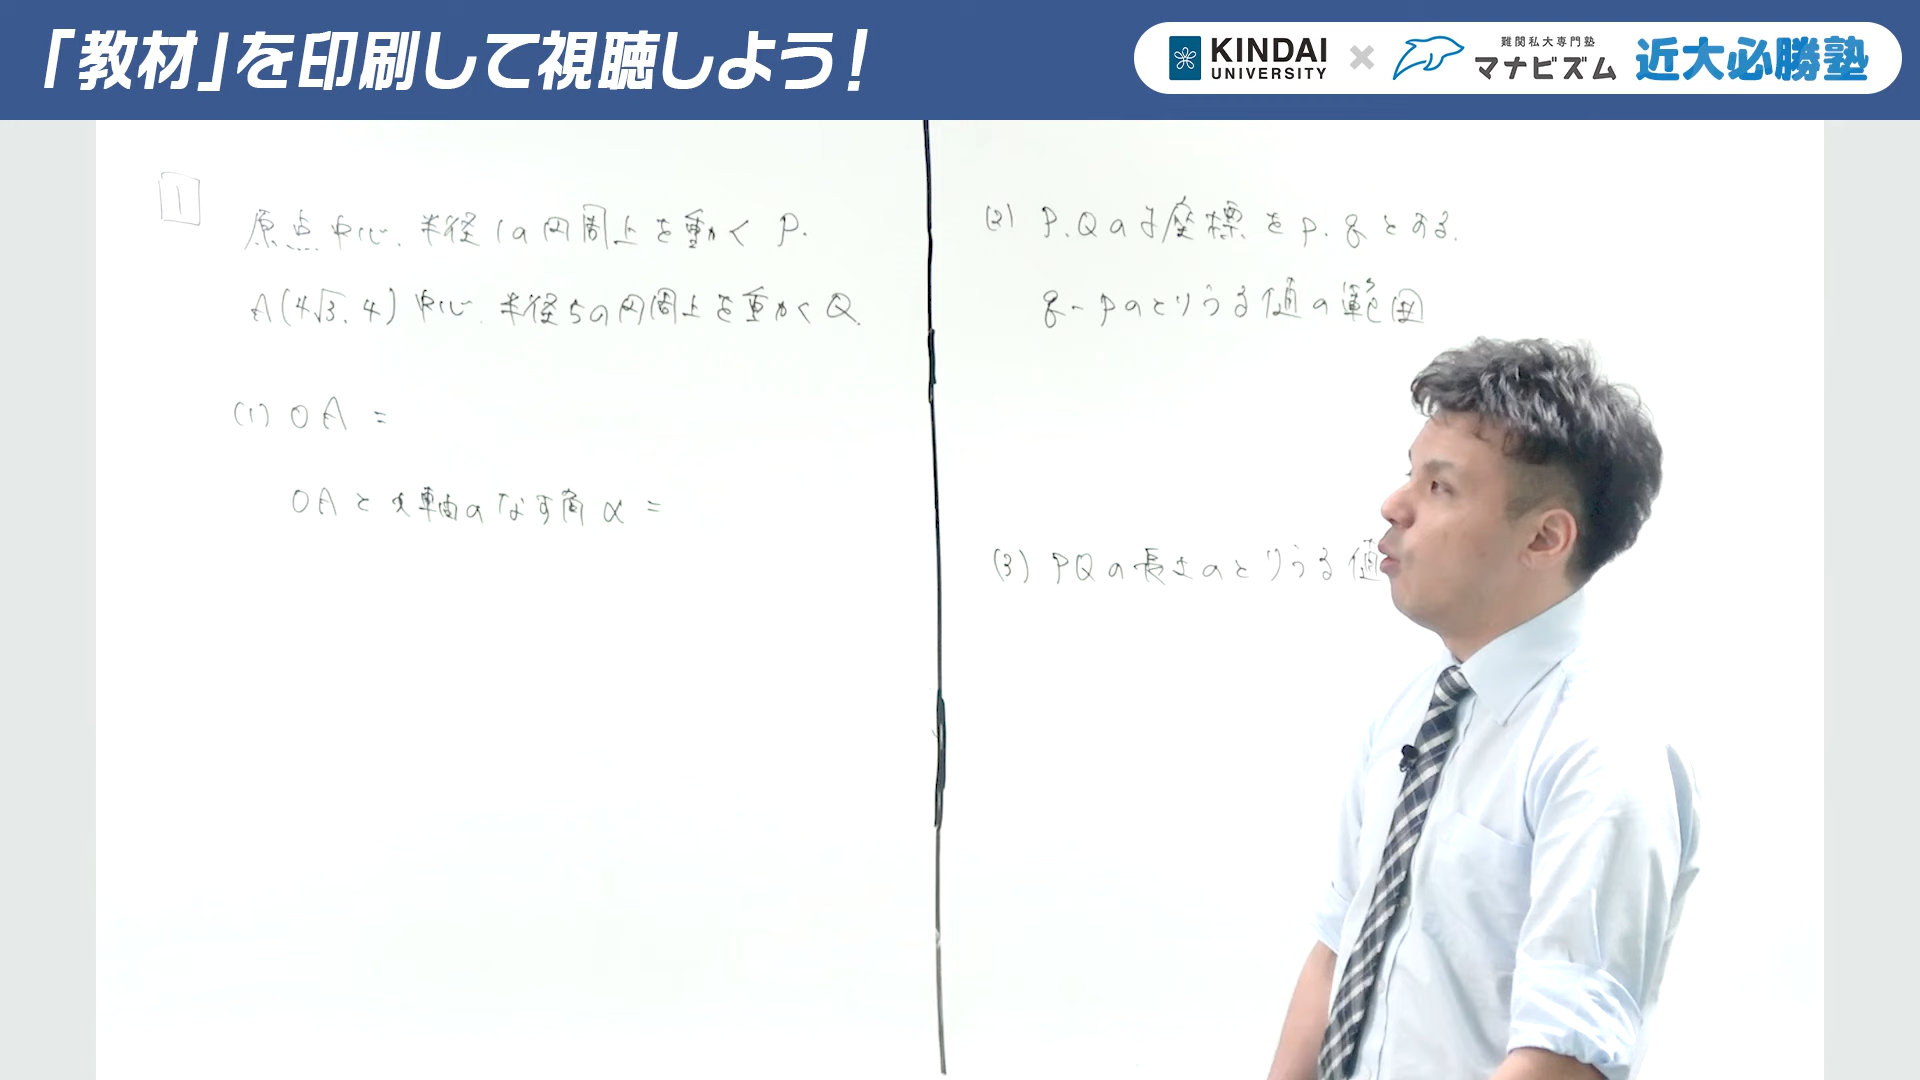 「教材」を印刷して視聴しよう!
KINDAI UNIVERSITY × 難関私大専門塾 マナビズム 近大必勝塾
1
原点中心、半径1の円周上を動くP.
A(4√3, 4)中心、半径5の円周上を動くQ.
(1) OA =
OAとx軸のなす角α =
(2) P.Qのy座標をp.qとする.
q-pのとりうる値の範囲
(3) PQの長さのとりうる値